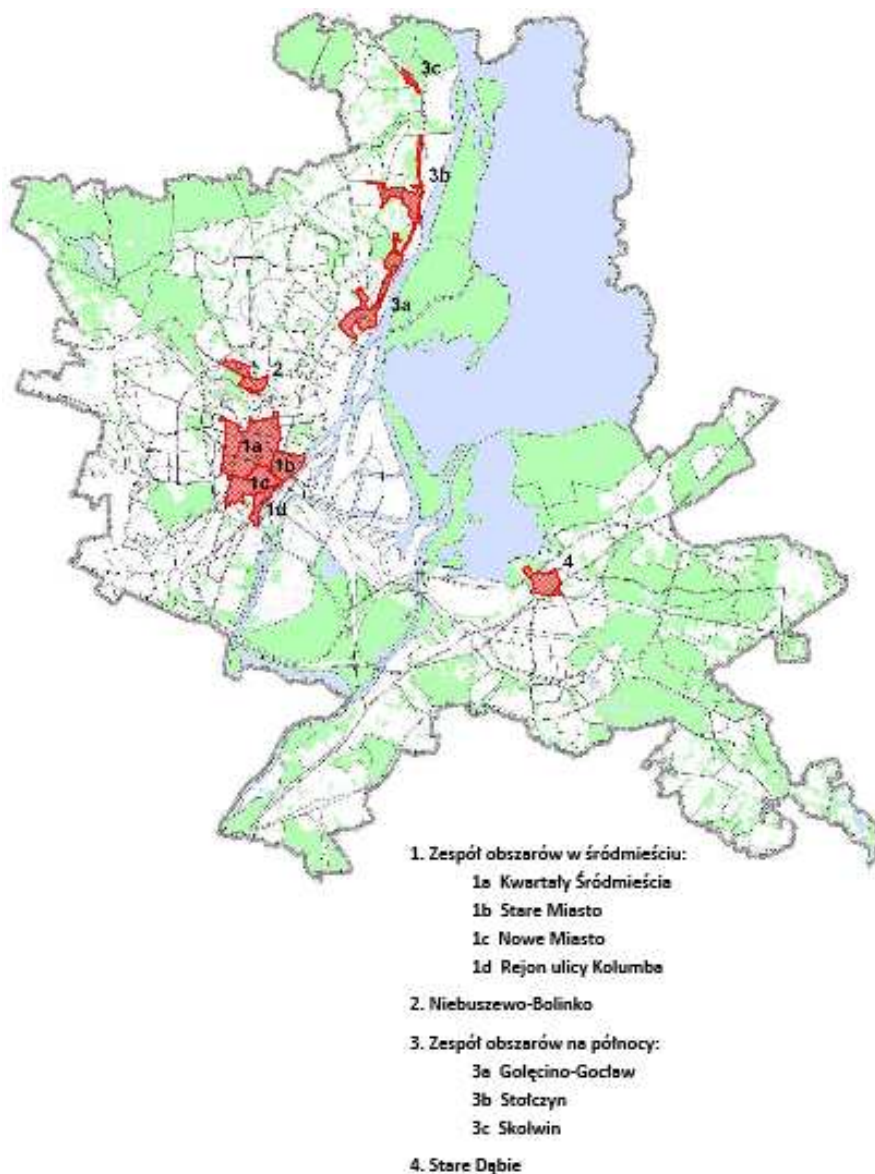 3c
3b
3a
2
1a
1b
1c
1d
4
1. Zespół obszarów w śródmieściu:
1a Kwartały Śródmieścia
1b Stare Miasto
1c Nowe Miasto
1d Rejon ulicy Kolumba
2. Niebuszewo-Bolinko
3. Zespół obszarów na północy:
3a Golęcino-Gocław
3b Stołczyn
3c Skolwin
4. Stare Dąbie